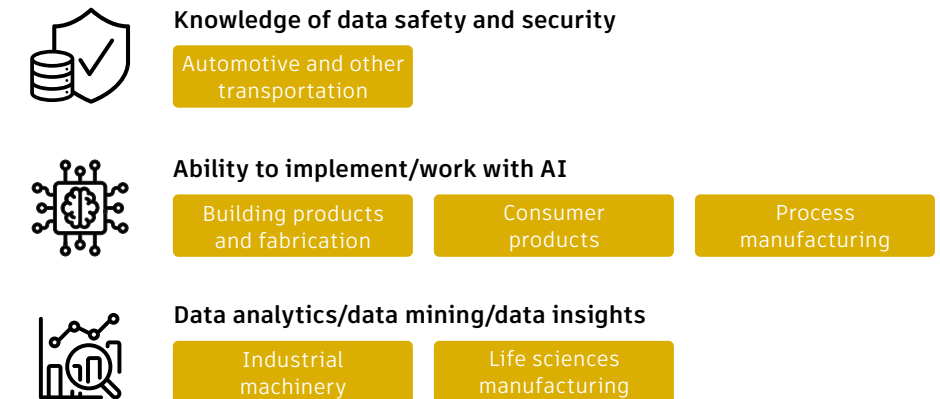 Knowledge of data safety and security
Automotive and other
transportation
Ability to implement/work with AI
Building products
and fabrication
Consumer
products
Process
manufacturing
Data analytics/data mining/data insights
Industrial
machinery
Life sciences
manufacturing